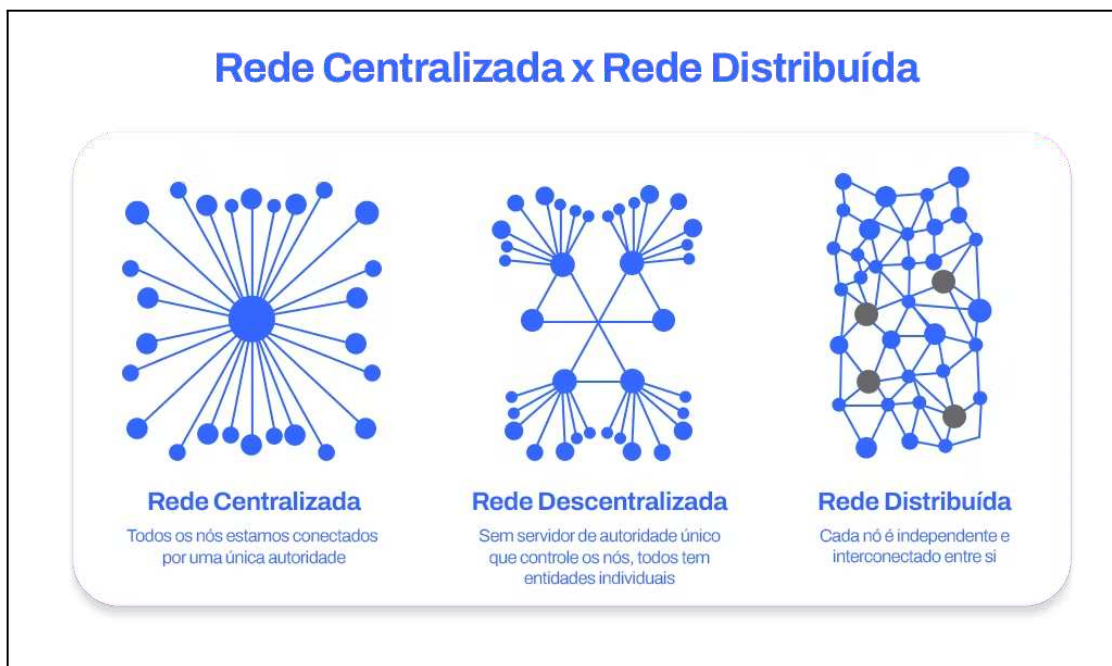 Rede Centralizada x Rede Distribuída
Rede Centralizada
Todos os nós estamos conectados
por uma única autoridade
Rede Descentralizada
Sem servidor de autoridade único
que controle os nós, todos tem
entidades individuais
Rede Distribuída
Cada nó é independente e
interconectado entre si